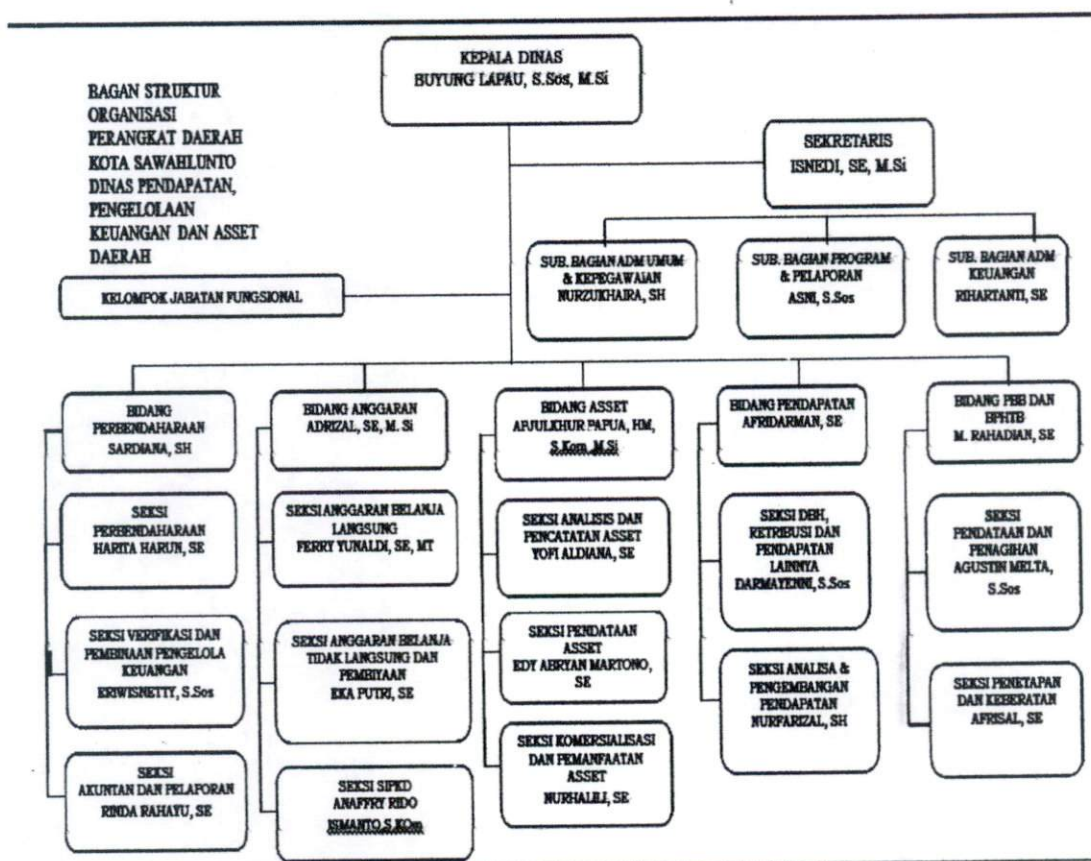 KEPALA DINAS
BUYUNG LAPAU, S.Sos, M.Si
BAGAN STRUKTUR
ORGANISASI
PERANGKAT DAERAH
KOTA SAWAHLUNTO
DINAS PENDAPATAN,
PENGELOLAAN
KEUANGAN DAN ASSET
DAERAH
SEKRETARIS
ISNEDI, SE, M.Si
SUB. BAGIAN ADM UMUM
& KEPEGAWAIAN
NURZUKHAIRA, SH
SUB. BAGIAN PROGRAM
& PELAPORAN
ASNI, S.Sos
SUB. BAGIAN ADM
KEUANGAN
RIHARTANTI, SE
KELOMPOK JABATAN FUNGSIONAL
BIDANG
PERBENDAHARAAN
SARDIANA, SH
SEKSI
PERBENDAHARAAN
HARITA HARUN, SE
SEKSI VERIFIKASI DAN
PEMBINAAN PENGELOLA
KEUANGAN
ERIWISNETTY, S.Sos
SEKSI
AKUNTAN DAN PELAPORAN
RINDA RAHAYU, SE
BIDANG ANGGARAN
ADRIZAL, SE, M. Si
SEKSI ANGGARAN BELANJA
LANGSUNG
FERRY YUNALDI, SE, MT
SEKSI ANGGARAN BELANJA
TIDAK LANGSUNG DAN
PEMBIYAAN
EKA PUTRI, SE
SEKSI SIPKD
ANAFFRY RIDO
ISMANTO,S.KOm
BIDANG ASSET
PAPUA, HM,
S.Kom ,M.Si
SEKSI ANALISIS DAN
PENCATATAN ASSET
YOFI ALDIANA, SE
SEKSI PENDATAAN
ASSET
EDY ABRYAN MARTONO,
SE
SEKSI KOMERSIALISASI
DAN PEMANFAATAN
ASSET
NURHALILI, SE
BIDANG PENDAPATAN
AFRIDARMAN, SE
SEKSI DBH,
RETRIBUSI DAN
PENDAPATAN
LAINNYA
DARMAYENNI, S.Sos
SEKSI ANALISA &
PENGEMBANGAN
PENDAPATAN
NURFARIZAL, SH
BIDANG PBB DAN
BPHTB
M. RAHADIAN, SE
SEKSI
PENDATAAN DAN
PENAGIHAN
AGUSTIN MELTA,
S.Sos
SEKSI PENETAPAN
DAN KEBERATAN
AFRISAL, SE